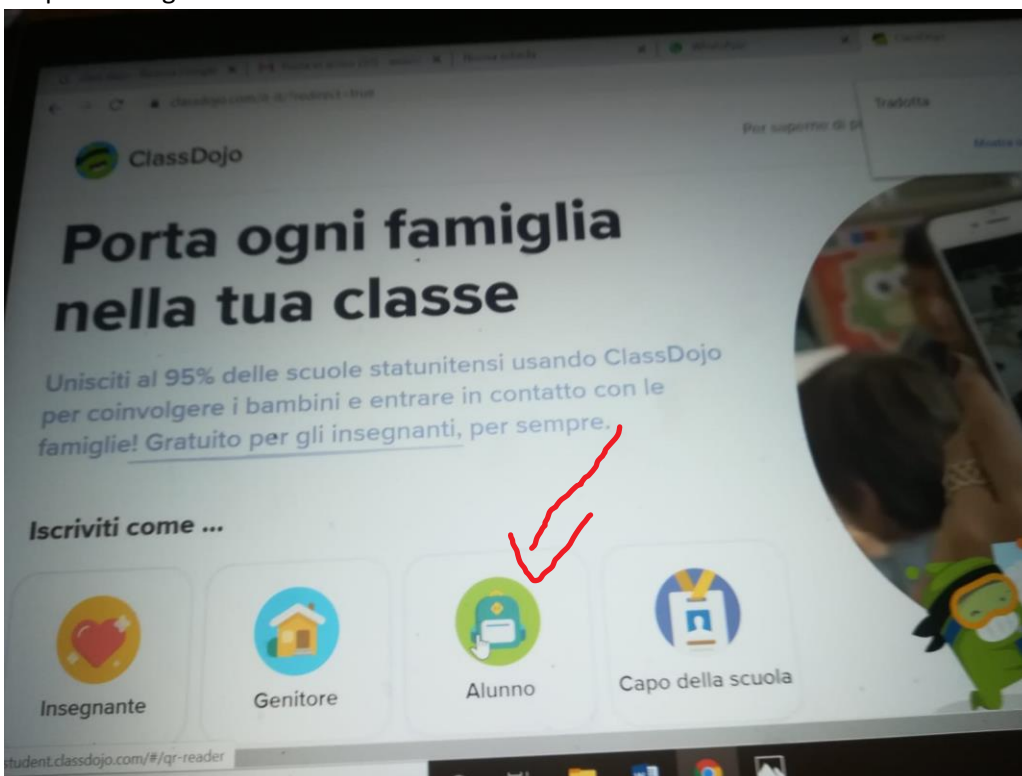 ClassDojo
Tradotta
Porta ogni famiglia
nella tua classe
Unisciti al 95% delle scuole statunitensi usando ClassDojo
per coinvolgere i bambini e entrare in contatto con le
famiglie! Gratuito per gli insegnanti, per sempre.
Iscriviti come ...
Insegnante
Genitore
Alunno
Capo della scuola
student.classdojo.com/#/qr-reader